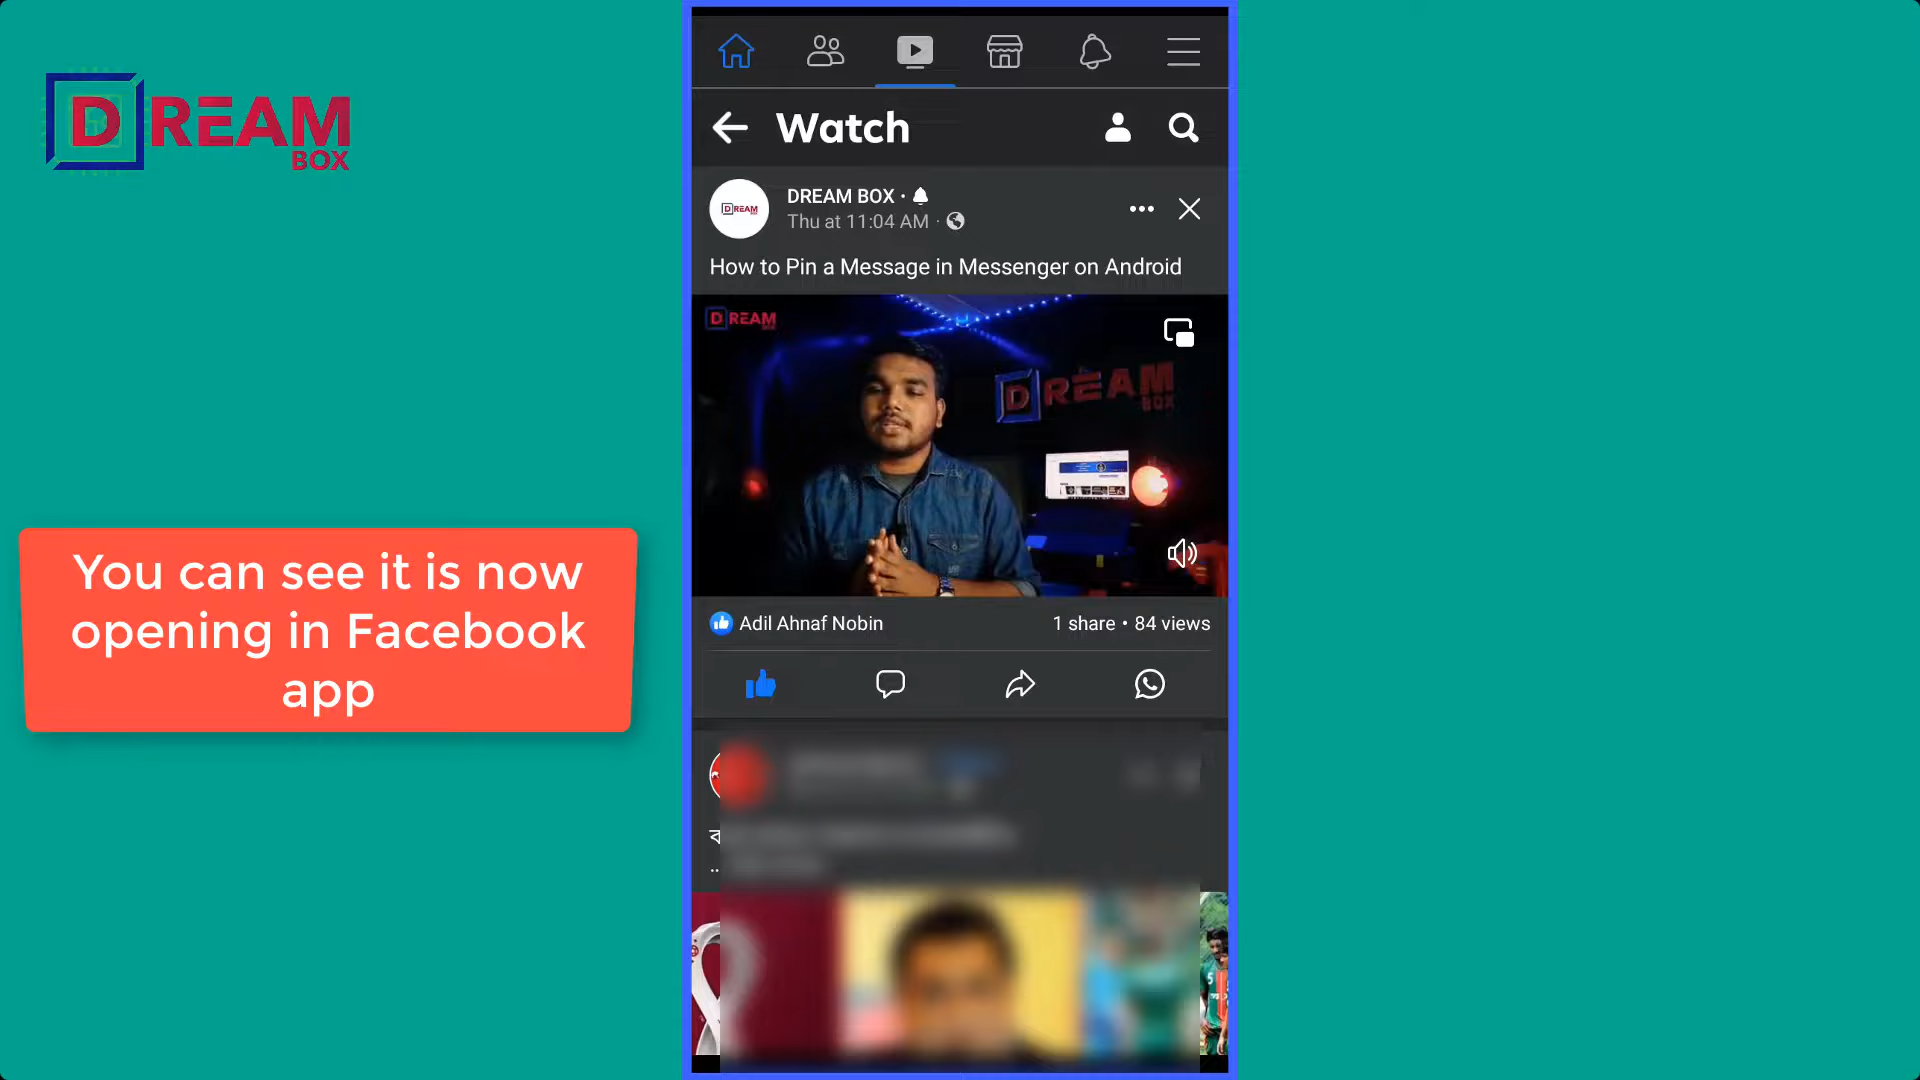 DREAM
BOX
Watch
DREAM BOX ·
Thu at 11:04 AM ·
How to Pin a Message in Messenger on Android
DREAM
DREAM
DREAM
BOX
Adil Ahnaf Nobin
1 share • 84 views
You can see it is now
opening in Facebook
app